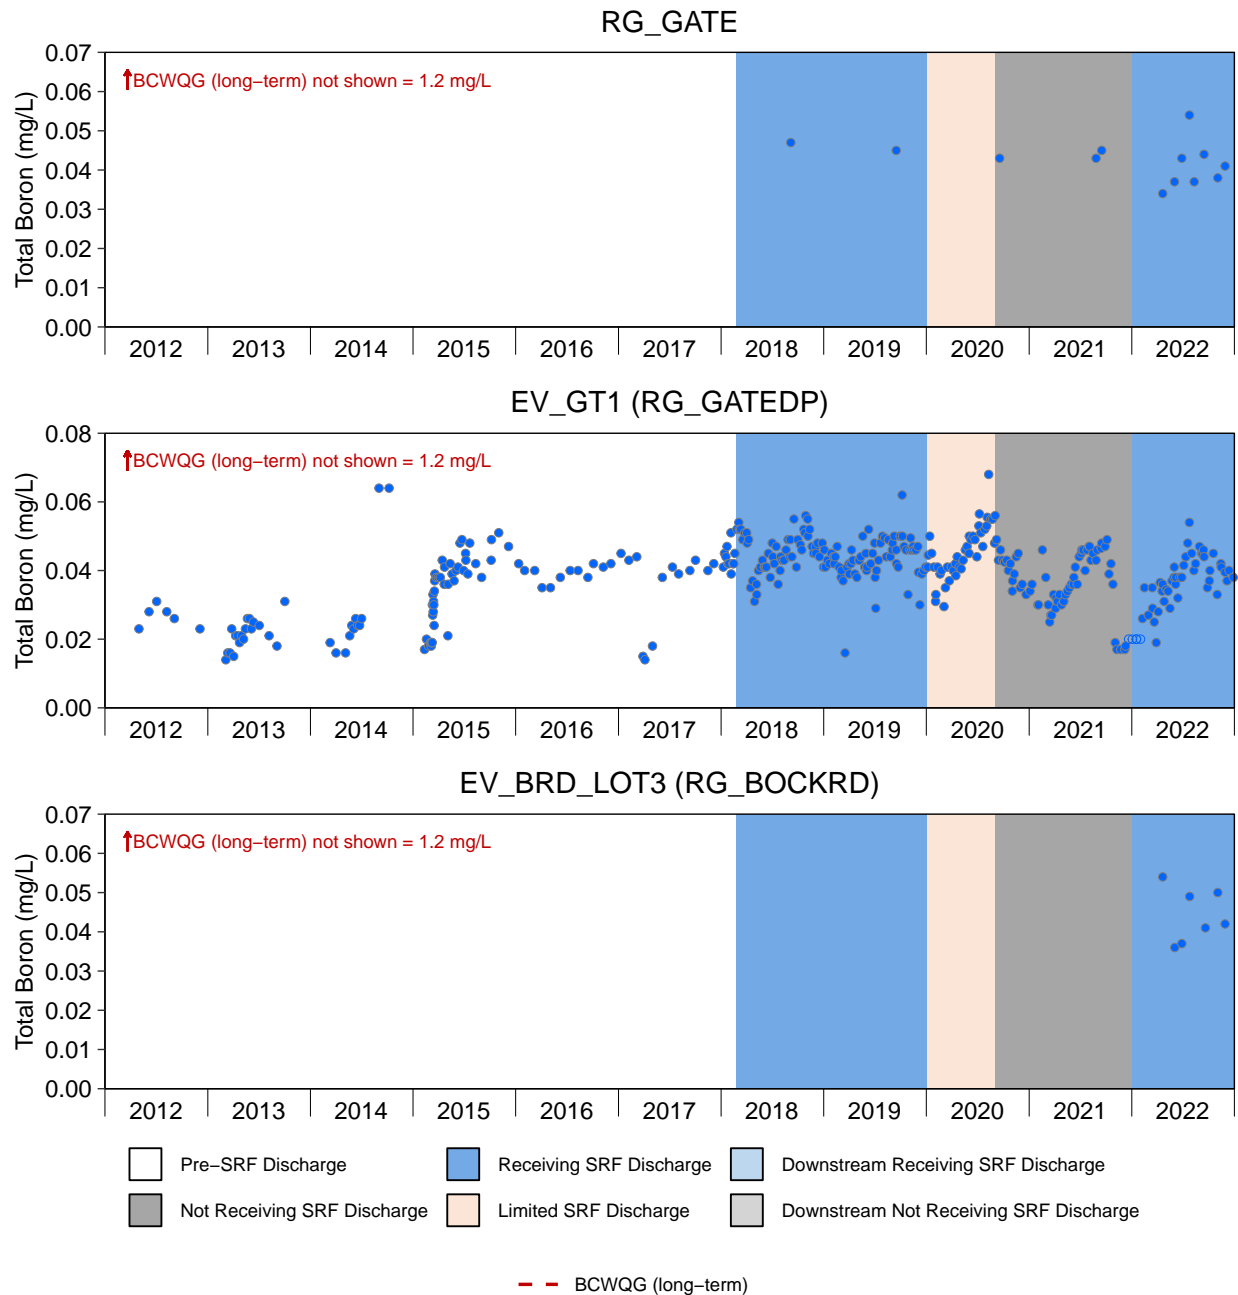 RG_GATE
Total Boron (mg/L)
0.07
0.06
0.05
0.04
0.03
0.02
0.01
0.00
BCWQG (long−term) not shown = 1.2 mg/L
2012 2013 2014 2015 2016 2017 2018 2019 2020 2021 2022
EV_GT1 (RG_GATEDP)
Total Boron (mg/L)
0.08
0.06
0.04
0.02
0.00
BCWQG (long−term) not shown = 1.2 mg/L
2012 2013 2014 2015 2016 2017 2018 2019 2020 2021 2022
EV_BRD_LOT3 (RG_BOCKRD)
Total Boron (mg/L)
0.07
0.06
0.05
0.04
0.03
0.02
0.01
0.00
BCWQG (long−term) not shown = 1.2 mg/L
2012 2013 2014 2015 2016 2017 2018 2019 2020 2021 2022
Pre−SRF Discharge Receiving SRF Discharge Downstream Receiving SRF Discharge
Not Receiving SRF Discharge Limited SRF Discharge Downstream Not Receiving SRF Discharge
BCWQG (long−term)